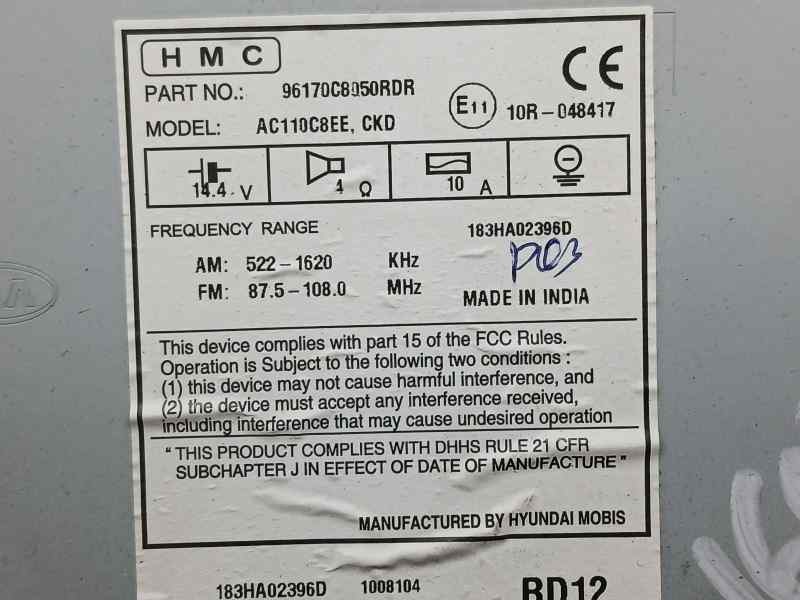 HMC
PART NO.: 96170C8050RDR
CE
E11 10R-048417
MODEL: AC110C8EE, CKD
14.4 V 4 Ω 10 A
FREQUENCY RANGE
183HA02396D
AM: 522-1620 KHz
FM: 87.5-108.0 MHz
MADE IN INDIA
This device complies with part 15 of the FCC Rules.
Operation is Subject to the following two conditions :
(1) this device may not cause harmful interference, and
(2) the device must accept any interference received,
including interference that may cause undesired operation
" THIS PRODUCT COMPLIES WITH DHHS RULE 21 CFR
SUBCHAPTER J IN EFFECT OF DATE OF MANUFACTURE "
MANUFACTURED BY HYUNDAI MOBIS
183HA02396D 1008104 BD12